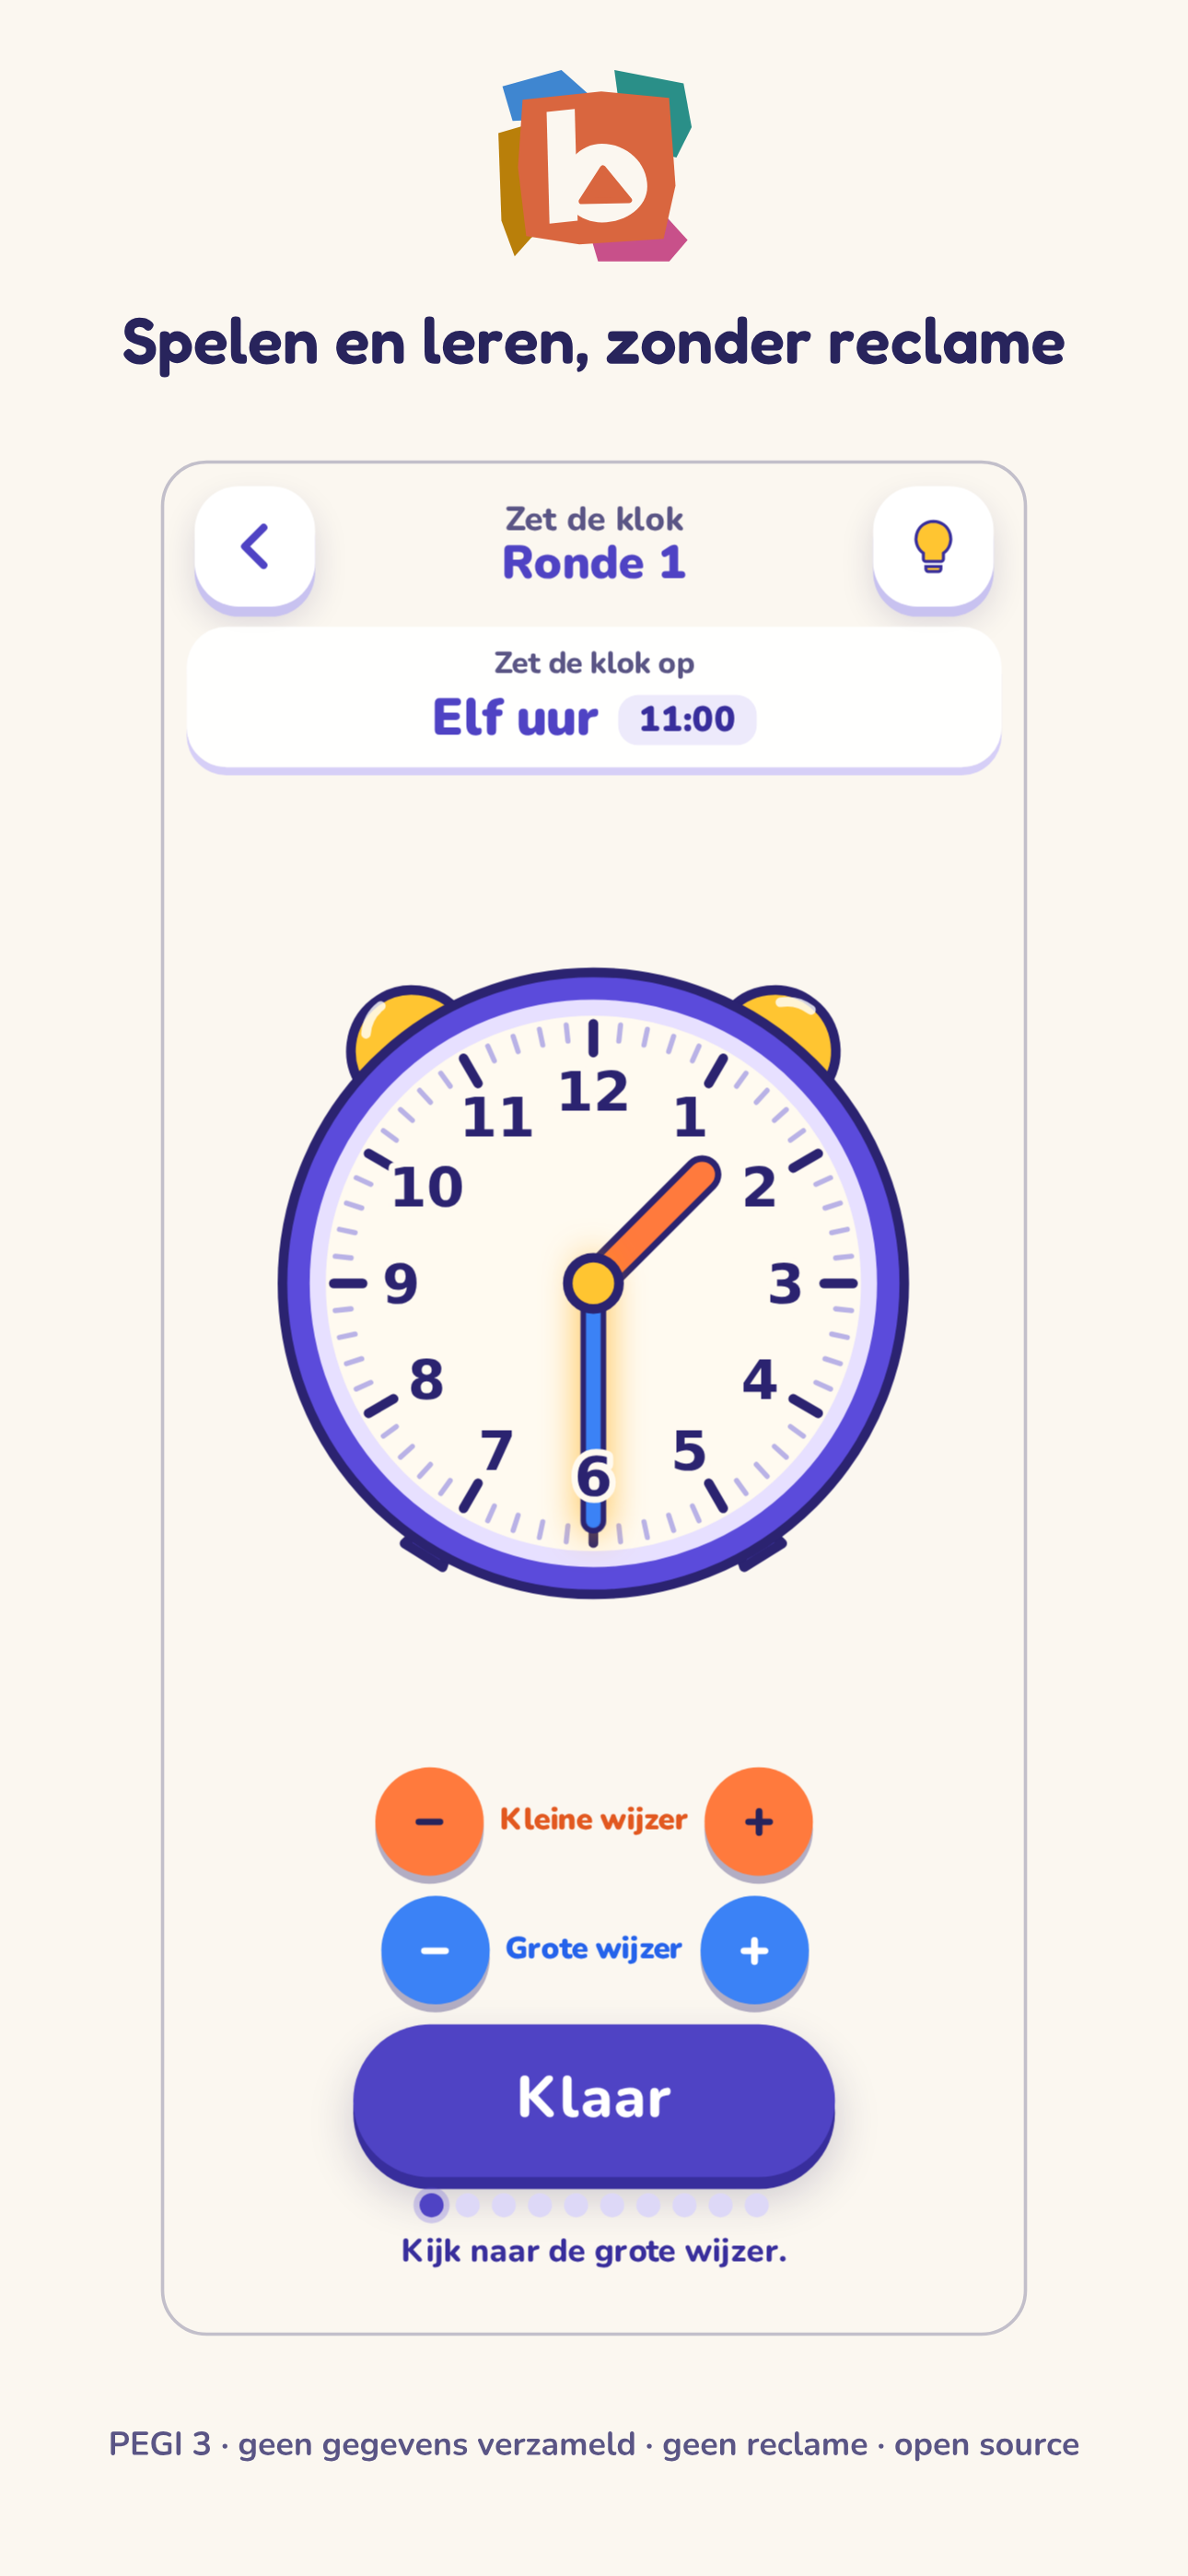 b
Spelen en leren, zonder reclame
Zet de klok
Ronde 1
Zet de klok op
Elf uur 11:00
12
11 1
10 2
9 3
8 4
7 5
6
− Kleine wijzer +
− Grote wijzer +
Klaar
Kijk naar de grote wijzer.
PEGI 3 · geen gegevens verzameld · geen reclame · open source